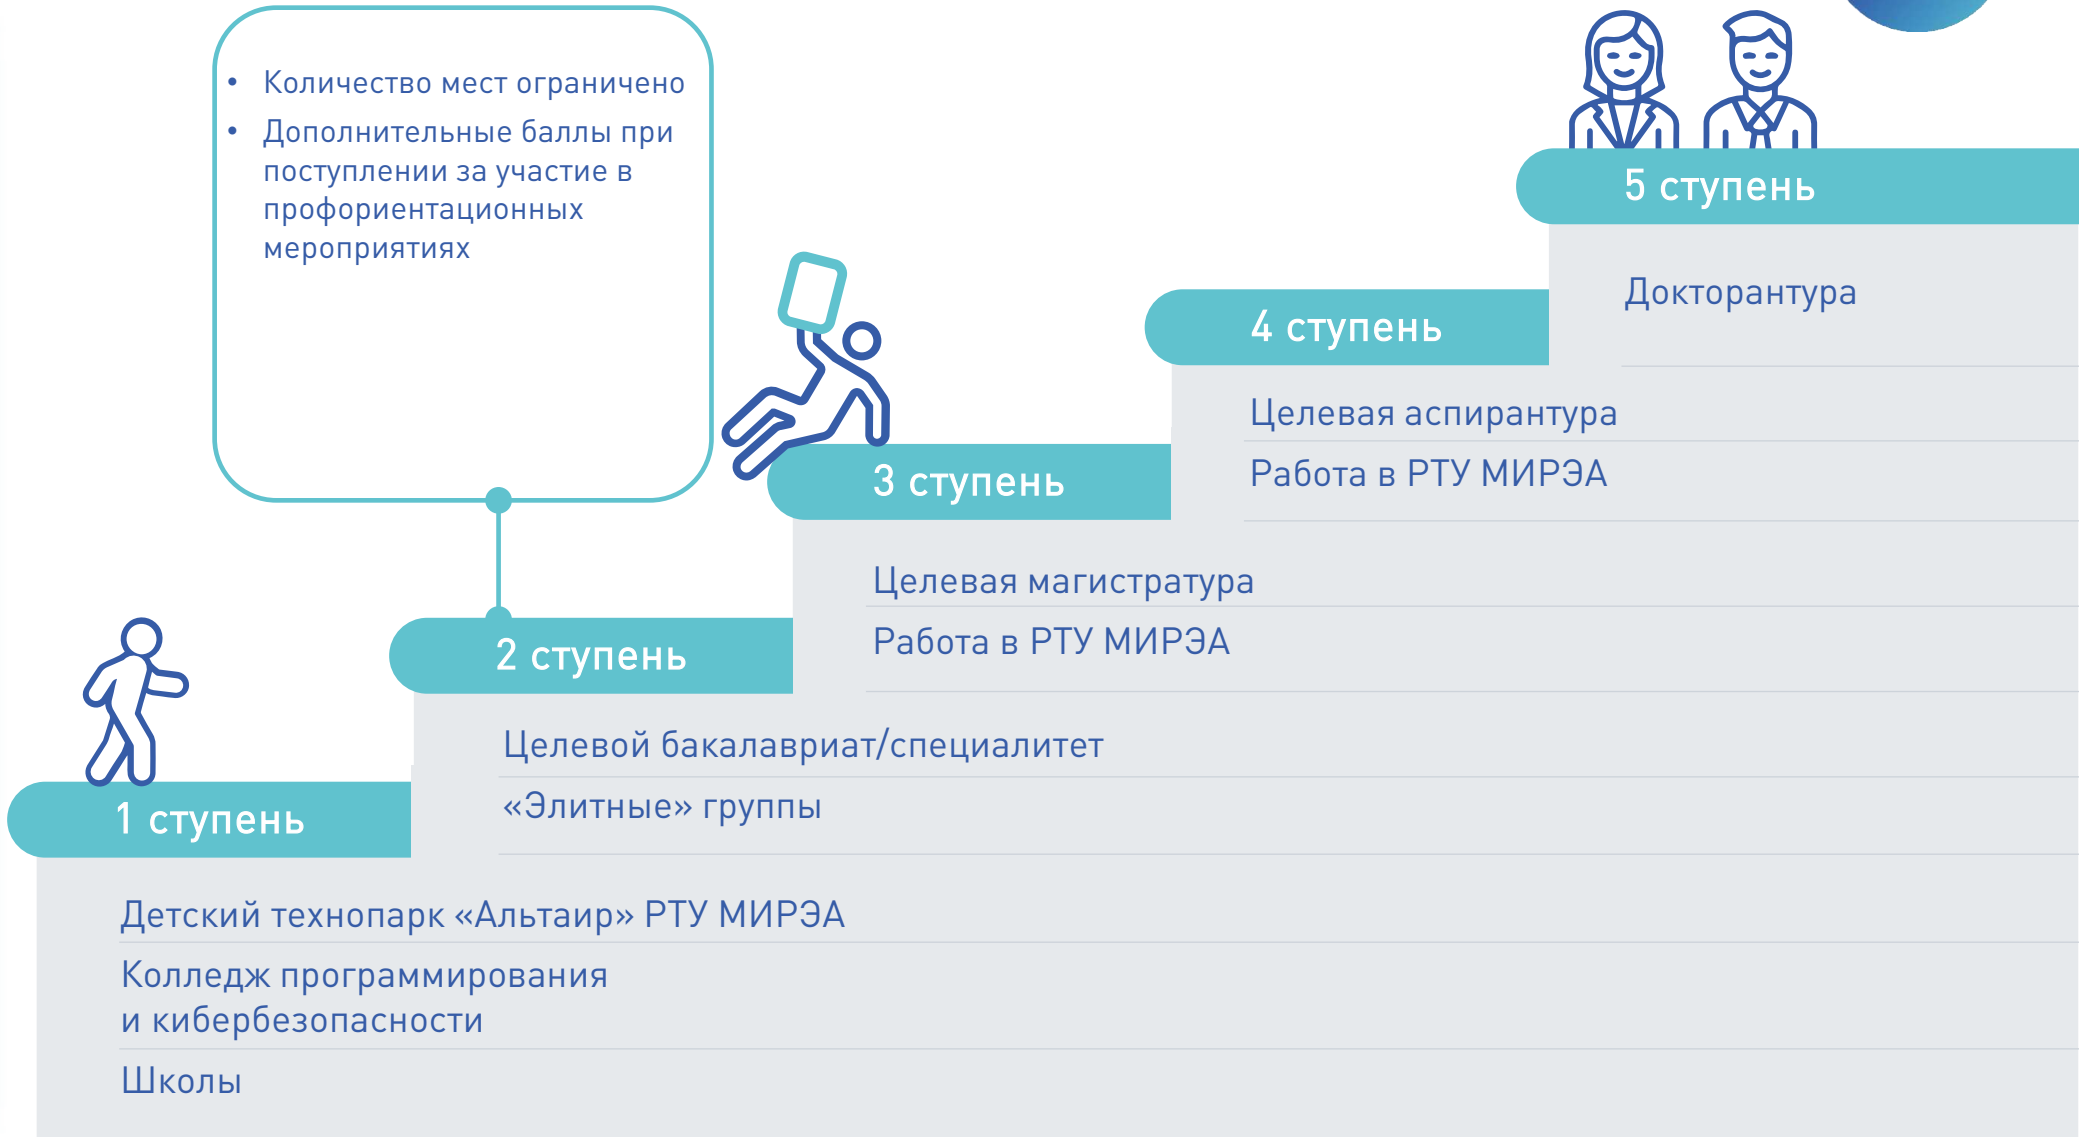 • Количество мест ограничено
• Дополнительные баллы при
поступлении за участие в
профориентационных
мероприятиях
5 ступень
Докторантура
4 ступень
Целевая аспирантура
Работа в РТУ МИРЭА
3 ступень
Целевая магистратура
Работа в РТУ МИРЭА
2 ступень
Целевой бакалавриат/специалитет
«Элитные» группы
1 ступень
Детский технопарк «Альтаир» РТУ МИРЭА
Колледж программирования
и кибербезопасности
Школы